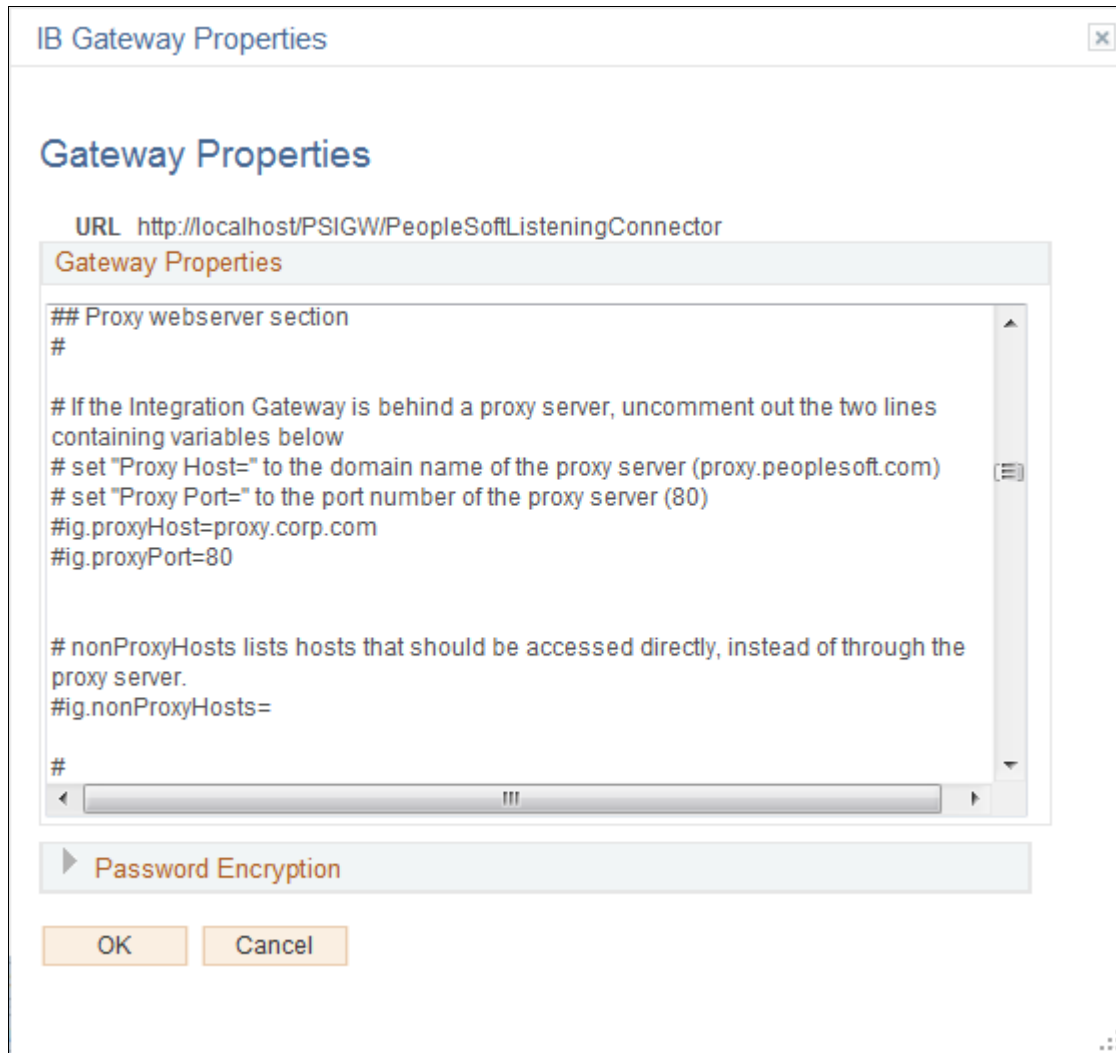 IB Gateway Properties
Gateway Properties
URL http://localhost/PSIGW/PeopleSoftListeningConnector
Gateway Properties
## Proxy webserver section
#
# If the Integration Gateway is behind a proxy server, uncomment out the two lines
containing variables below
# set "Proxy Host=" to the domain name of the proxy server (proxy.peoplesoft.com)
# set "Proxy Port=" to the port number of the proxy server (80)
#ig.proxyHost=proxy.corp.com
#ig.proxyPort=80
# nonProxyHosts lists hosts that should be accessed directly, instead of through the
proxy server.
#ig.nonProxyHosts=
#
Password Encryption
OK Cancel